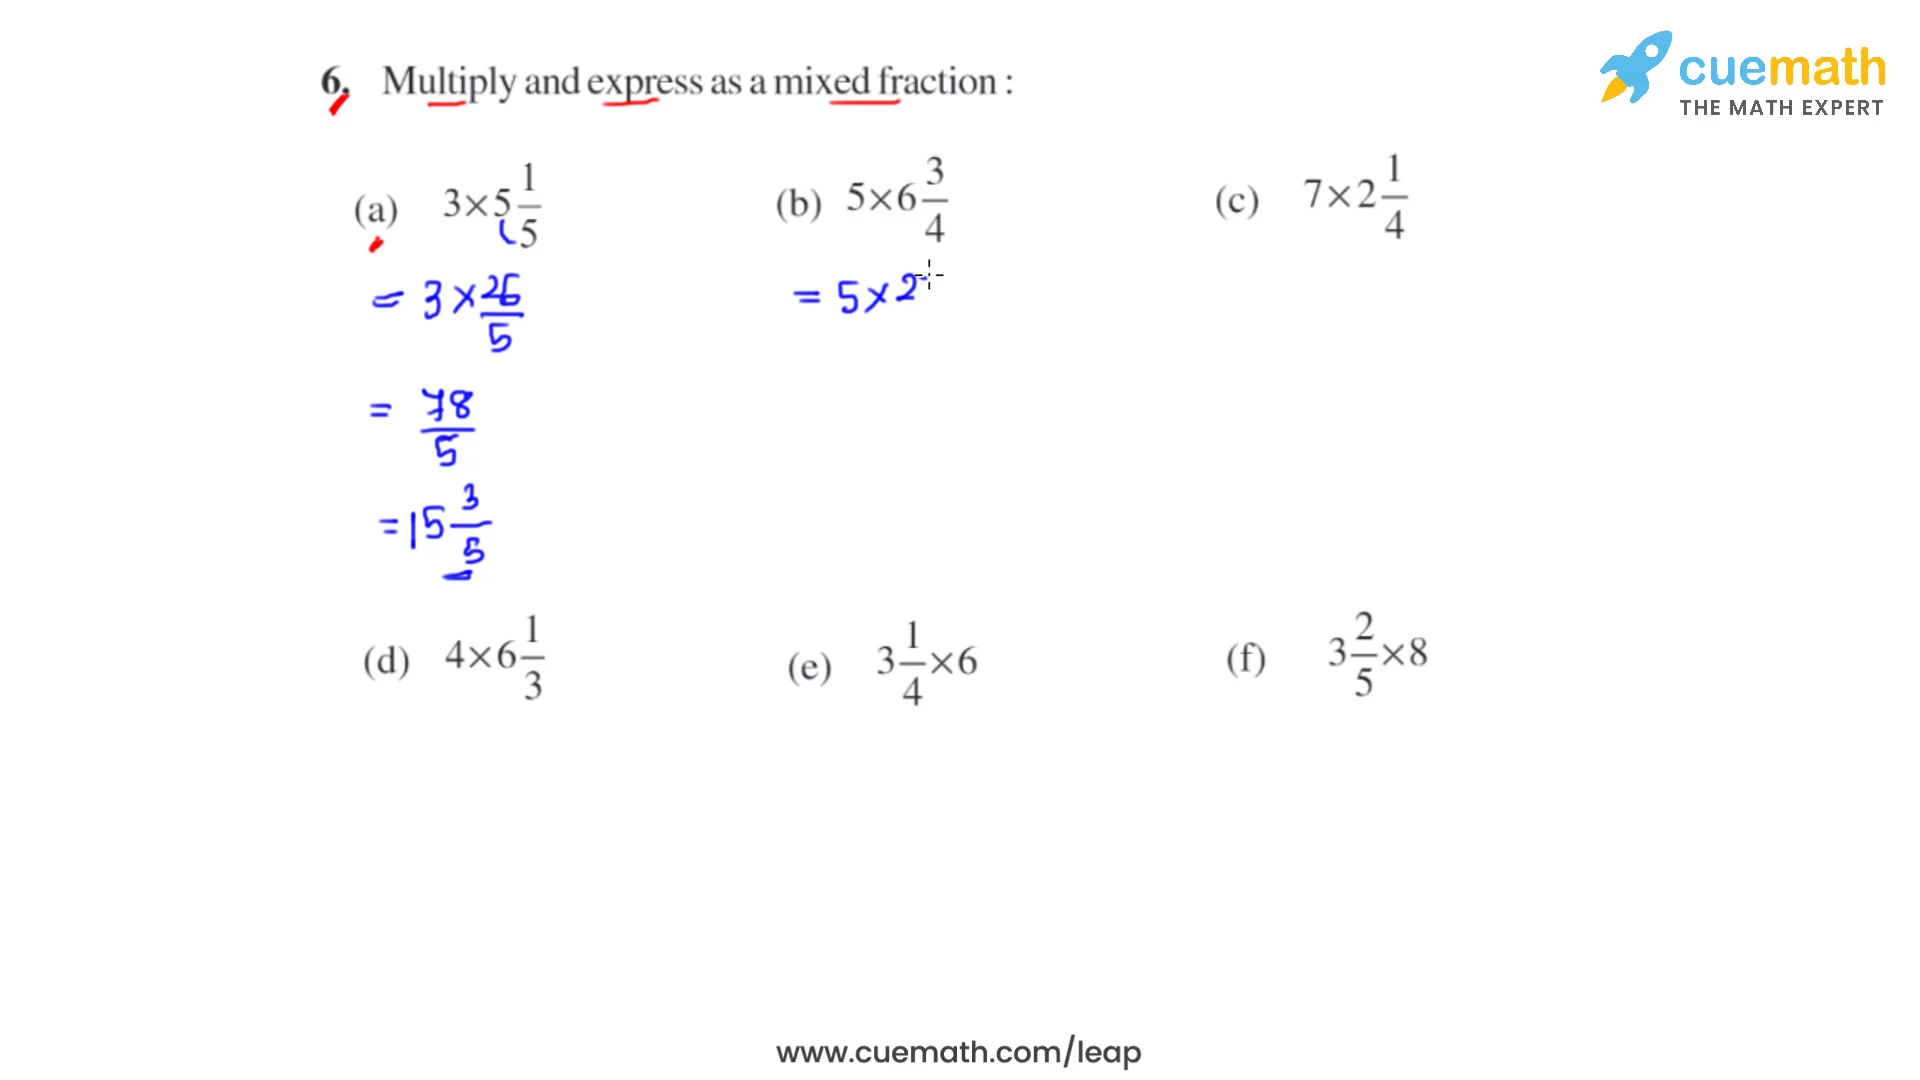 cuemath
THE MATH EXPERT
6. Multiply and express as a mixed fraction :
(a) 3×5 1/5
= 3 × 26/5
= 78/5
= 15 3/5
(b) 5×6 3/4
= 5 × 2
(c) 7×2 1/4
(d) 4×6 1/3
(e) 3 1/4 ×6
(f) 3 2/5 ×8
www.cuemath.com/leap